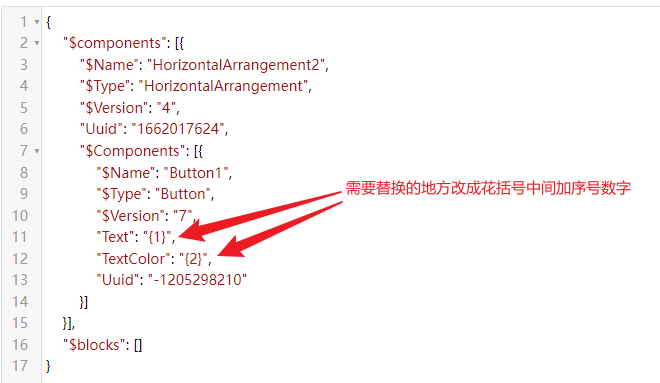 1 {
2 "$components": [{
3 "$Name": "HorizontalArrangement2",
4 "$Type": "HorizontalArrangement",
5 "$Version": "4",
6 "Uuid": "1662017624",
7 "$Components": [{
8 "$Name": "Button1",
9 "$Type": "Button",
10 "$Version": "7",
11 "Text": "{1}",
12 "TextColor": "{2}",
13 "Uuid": "-1205298210"
14 }]
15 }],
16 "$blocks": []
17 }
需要替换的地方改成花括号中间加序号数字